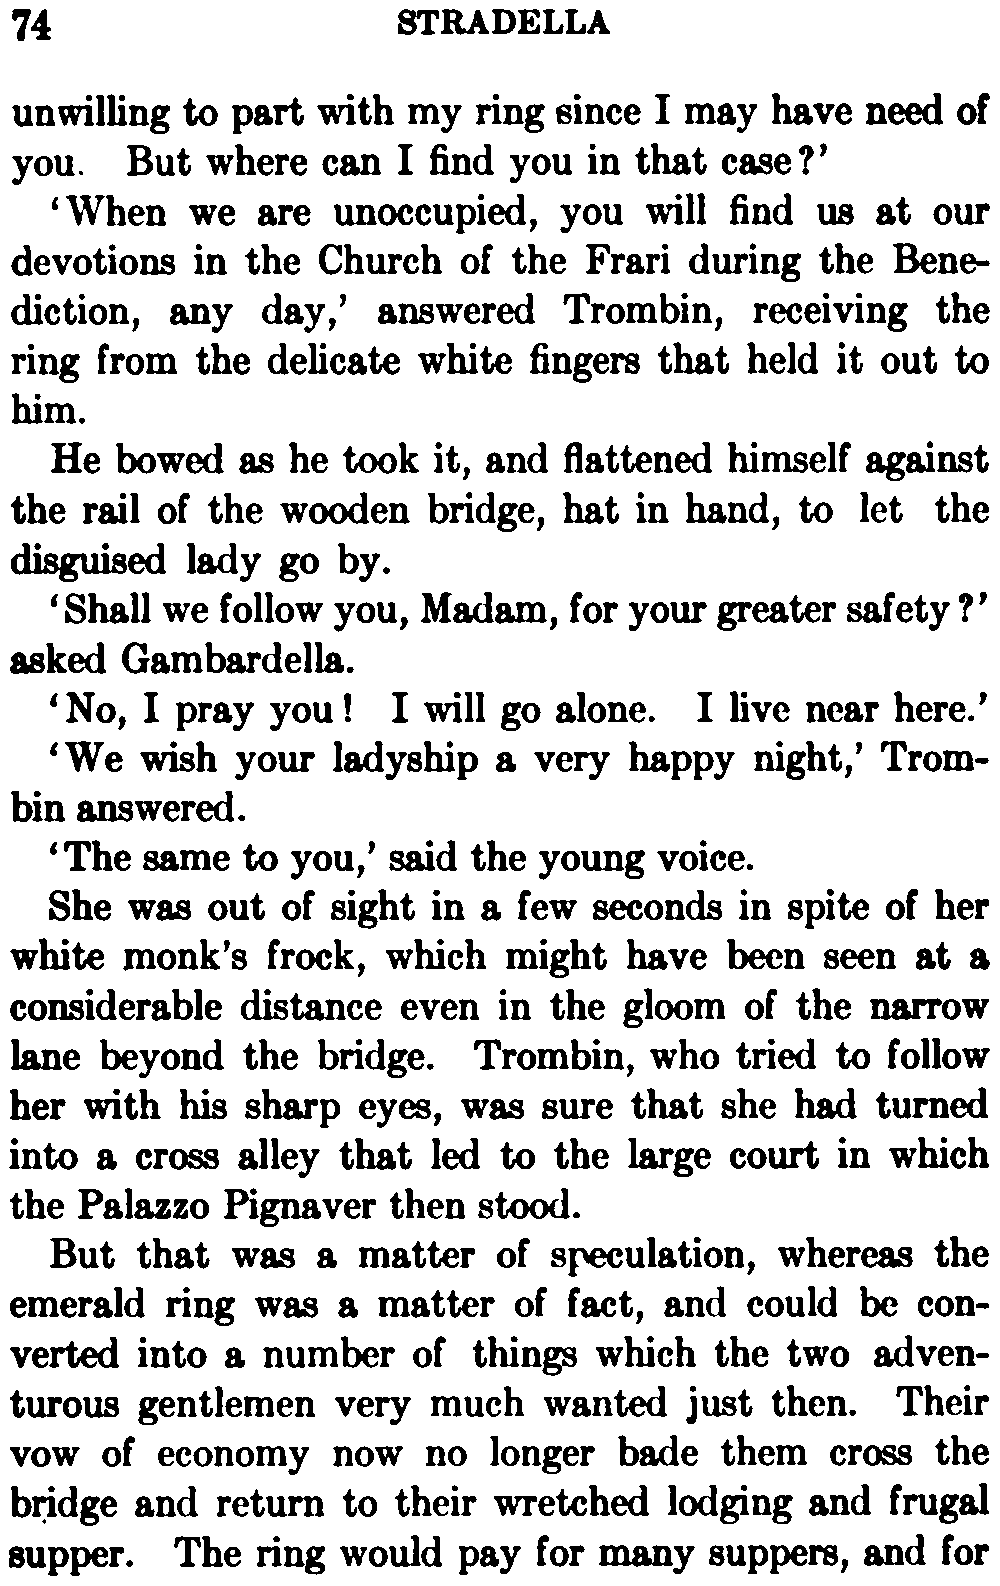 74 STRADELLA
unwilling to part with my ring since I may have need of
you. But where can I find you in that case?'
'When we are unoccupied, you will find us at our
devotions in the Church of the Frari during the Bene-
diction, any day,' answered Trombin, receiving the
ring from the delicate white fingers that held it out to
him.
He bowed as he took it, and flattened himself against
the rail of the wooden bridge, hat in hand, to let the
disguised lady go by.
'Shall we follow you, Madam, for your greater safety?'
asked Gambardella.
'No, I pray you! I will go alone. I live near here.'
'We wish your ladyship a very happy night,' Trom-
bin answered.
'The same to you,' said the young voice.
She was out of sight in a few seconds in spite of her
white monk's frock, which might have been seen at a
considerable distance even in the gloom of the narrow
lane beyond the bridge. Trombin, who tried to follow
her with his sharp eyes, was sure that she had turned
into a cross alley that led to the large court in which
the Palazzo Pignaver then stood.
But that was a matter of speculation, whereas the
emerald ring was a matter of fact, and could be con-
verted into a number of things which the two adven-
turous gentlemen very much wanted just then. Their
vow of economy now no longer bade them cross the
bridge and return to their wretched lodging and frugal
supper. The ring would pay for many suppers, and for